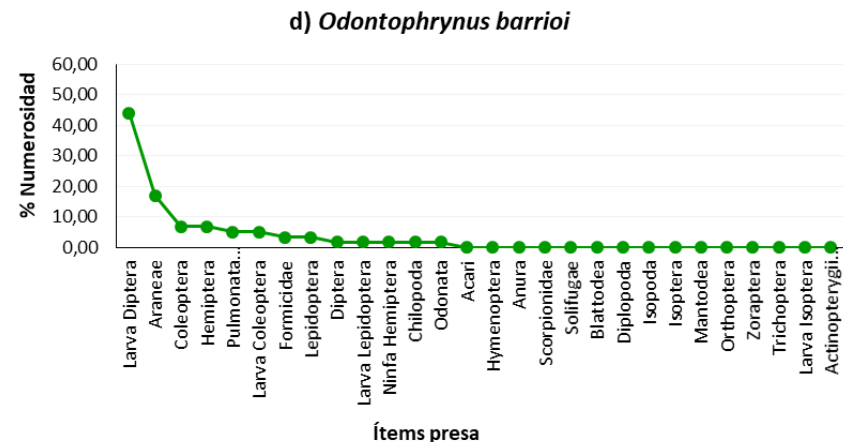 d) Odontophrynus barrioi
% Numerosidad
60,00
50,00
40,00
30,00
20,00
10,00
0,00
Larva Diptera
Araneae
Coleoptera
Hemiptera
Pulmonata...
Larva Coleoptera
Formicidae
Lepidoptera
Diptera
Larva Lepidoptera
Ninfa Hemiptera
Chilopoda
Odonata
Acari
Hymenoptera
Anura
Scorpionidae
Solifugae
Blattodea
Diplopoda
Isopoda
Isoptera
Mantodea
Orthoptera
Zoraptera
Trichoptera
Larva Isoptera
Actinopterygii...
Ítems presa